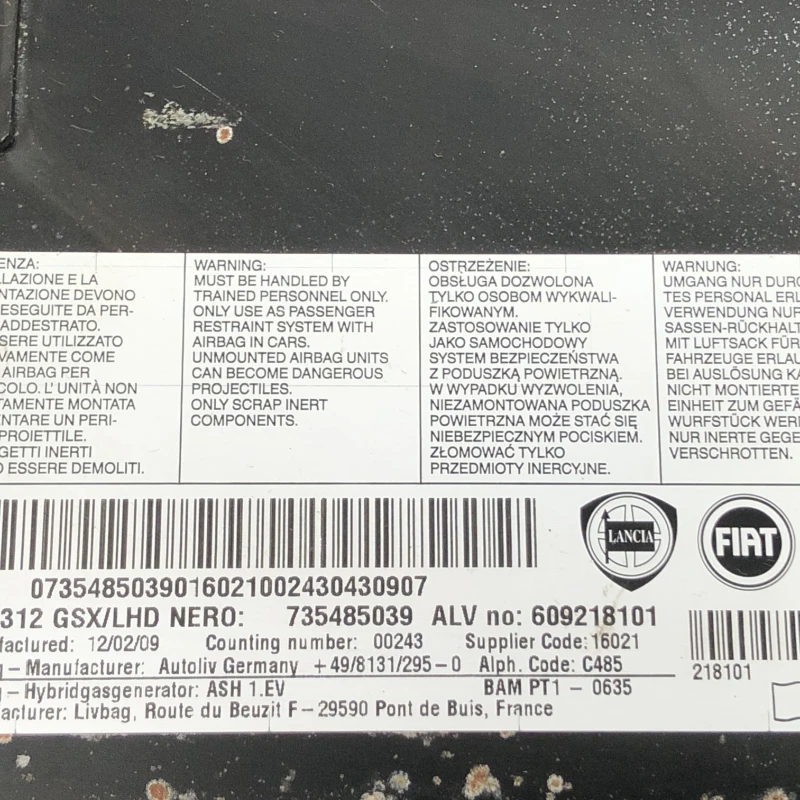 ENZA:
LAZIONE E LA
NTAZIONE DEVONO
ESEGUITE DA PER-
ADDESTRATO.
SERE UTILIZZATO
VAMENTE COME
AIRBAG PER
COLO. L' UNITÀ NON
TAMENTE MONTATA
NTARE UN PERI-
PROIETTILE.
GETTI INERTI
O ESSERE DEMOLITI.
WARNING:
MUST BE HANDLED BY
TRAINED PERSONNEL ONLY.
ONLY USE AS PASSENGER
RESTRAINT SYSTEM WITH
AIRBAG IN CARS.
UNMOUNTED AIRBAG UNITS
CAN BECOME DANGEROUS
PROJECTILES.
ONLY SCRAP INERT
COMPONENTS.
OSTRZEŻENIE:
OBSŁUGA DOZWOLONA
TYLKO OSOBOM WYKWALI-
FIKOWANYM.
ZASTOSOWANIE TYLKO
JAKO SAMOCHODOWY
SYSTEM BEZPIECZEŃSTWA
Z PODUSZKĄ POWIETRZNĄ.
W WYPADKU WYZWOLENIA,
NIEZAMONTOWANA PODUSZKA
POWIETRZNA MOŻE STAĆ SIĘ
NIEBEZPIECZNYM POCISKIEM.
ZŁOMOWAĆ TYLKO
PRZEDMIOTY INERCYJNE.
WARNUNG:
UMGANG NUR DURC
TES PERSONAL ERL
VERWENDUNG NUR
SASSEN-RÜCKHALT
MIT LUFTSACK FÜR
FAHRZEUGE ERLAU
BEI AUSLÖSUNG KA
NICHT MONTIERTE
EINHEIT ZUM GEFÄ
WURFSTÜCK WERD
NUR INERTE GEGE
VERSCHROTTEN.
LANCIA
FIAT
07354850390160210024304309​07
312 GSX/LHD NERO: 735485039 ALV no: 609218101
factured: 12/02/09 Counting number: 00243 Supplier Code: 16021
g – Manufacturer: Autoliv Germany +49/8131/295-0 Alph. Code: C485
g – Hybridgasgenerator: ASH 1.EV BAM PT1 – 0635
acturer: Livbag, Route du Beuzit F – 29590 Pont de Buis, France
218101